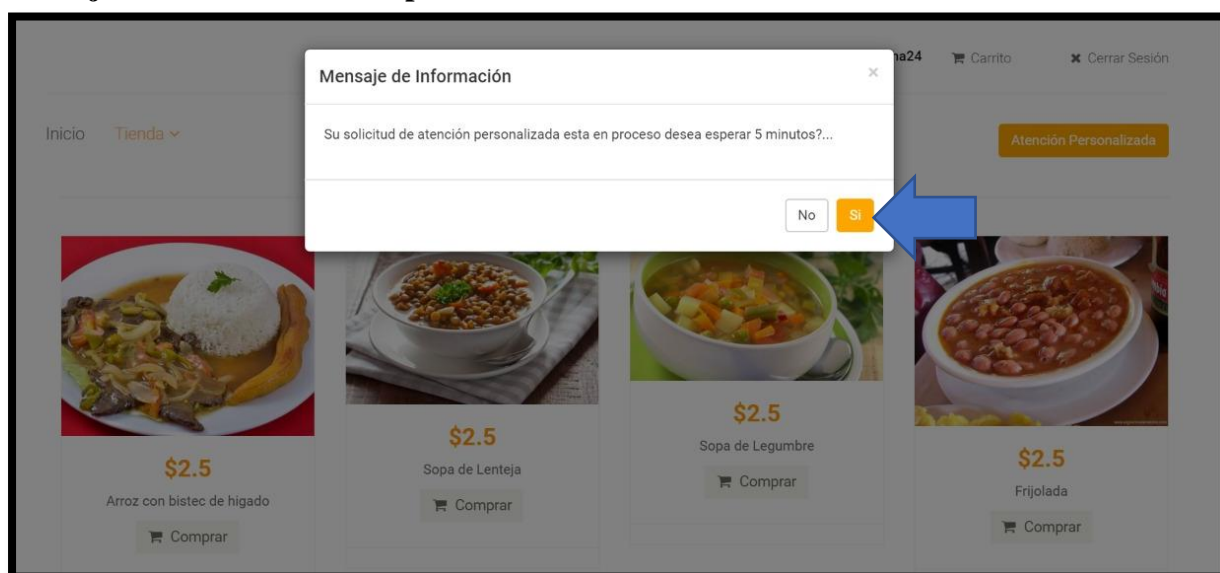 Mensaje de Información ×
na24 Carrito Cerrar Sesión
Inicio Tienda
Su solicitud de atención personalizada esta en proceso desea esperar 5 minutos?...
Atención Personalizada
No Si
$2.5
Arroz con bistec de higado
Comprar
$2.5
Sopa de Lenteja
Comprar
$2.5
Sopa de Legumbre
Comprar
$2.5
Frijolada
Comprar